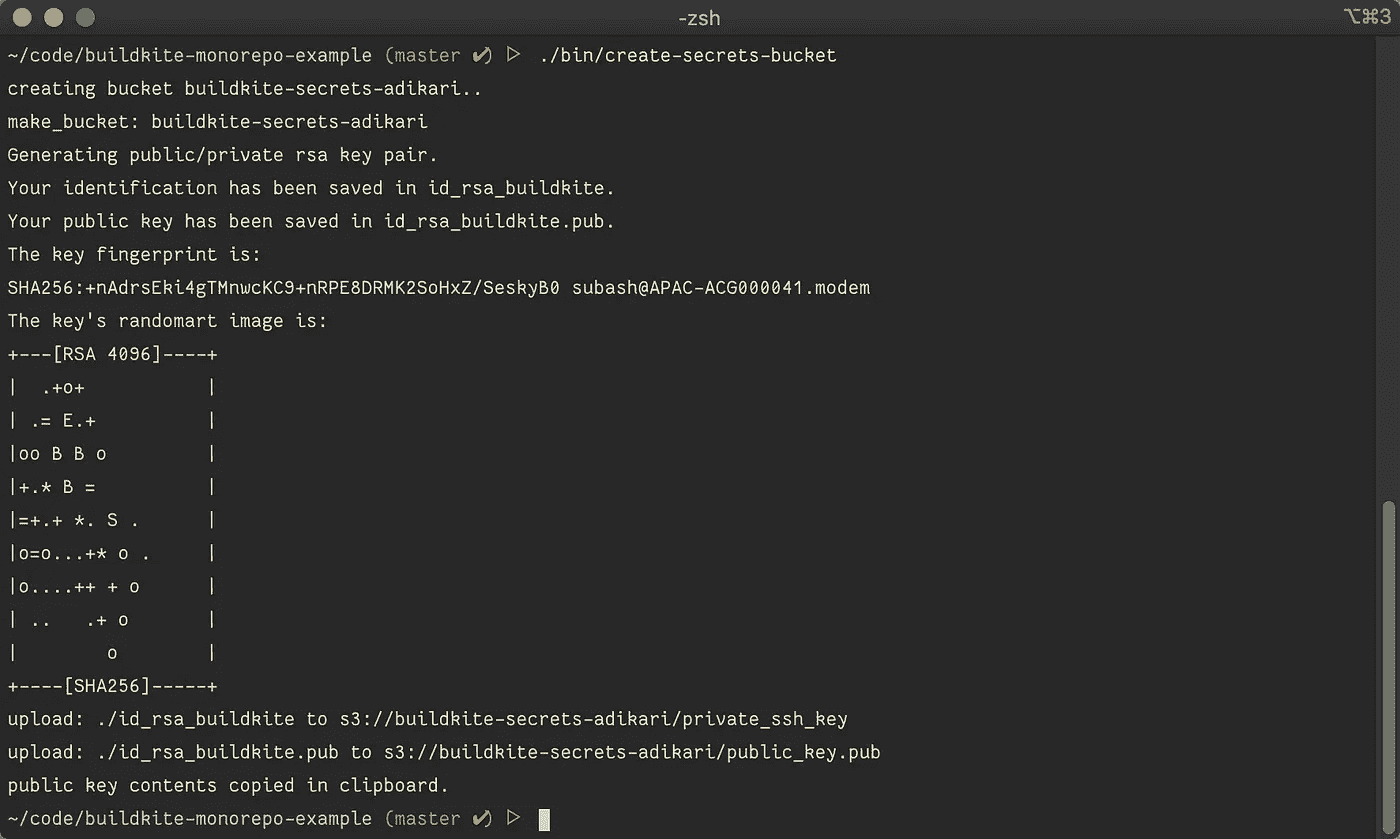 -zsh
⌥⌘3
~/code/buildkite-monorepo-example (master ✔) ▷ ./bin/create-secrets-bucket
creating bucket buildkite-secrets-adikari..
make_bucket: buildkite-secrets-adikari
Generating public/private rsa key pair.
Your identification has been saved in id_rsa_buildkite.
Your public key has been saved in id_rsa_buildkite.pub.
The key fingerprint is:
SHA256:+nAdrsEki4gTMnwcKC9+nRPE8DRMK2SoHxZ/SeskyB0 subash@APAC-ACG000041.modem
The key's randomart image is:
+---[RSA 4096]----+
|  .+o+           |
| .= E.+          |
|oo B B o         |
|+.* B =          |
|=+.+ *. S .      |
|o=o...+* o .     |
|o....++ + o      |
| ..   .+ o       |
|        o        |
+----[SHA256]-----+
upload: ./id_rsa_buildkite to s3://buildkite-secrets-adikari/private_ssh_key
upload: ./id_rsa_buildkite.pub to s3://buildkite-secrets-adikari/public_key.pub
public key contents copied in clipboard.
~/code/buildkite-monorepo-example (master ✔) ▷